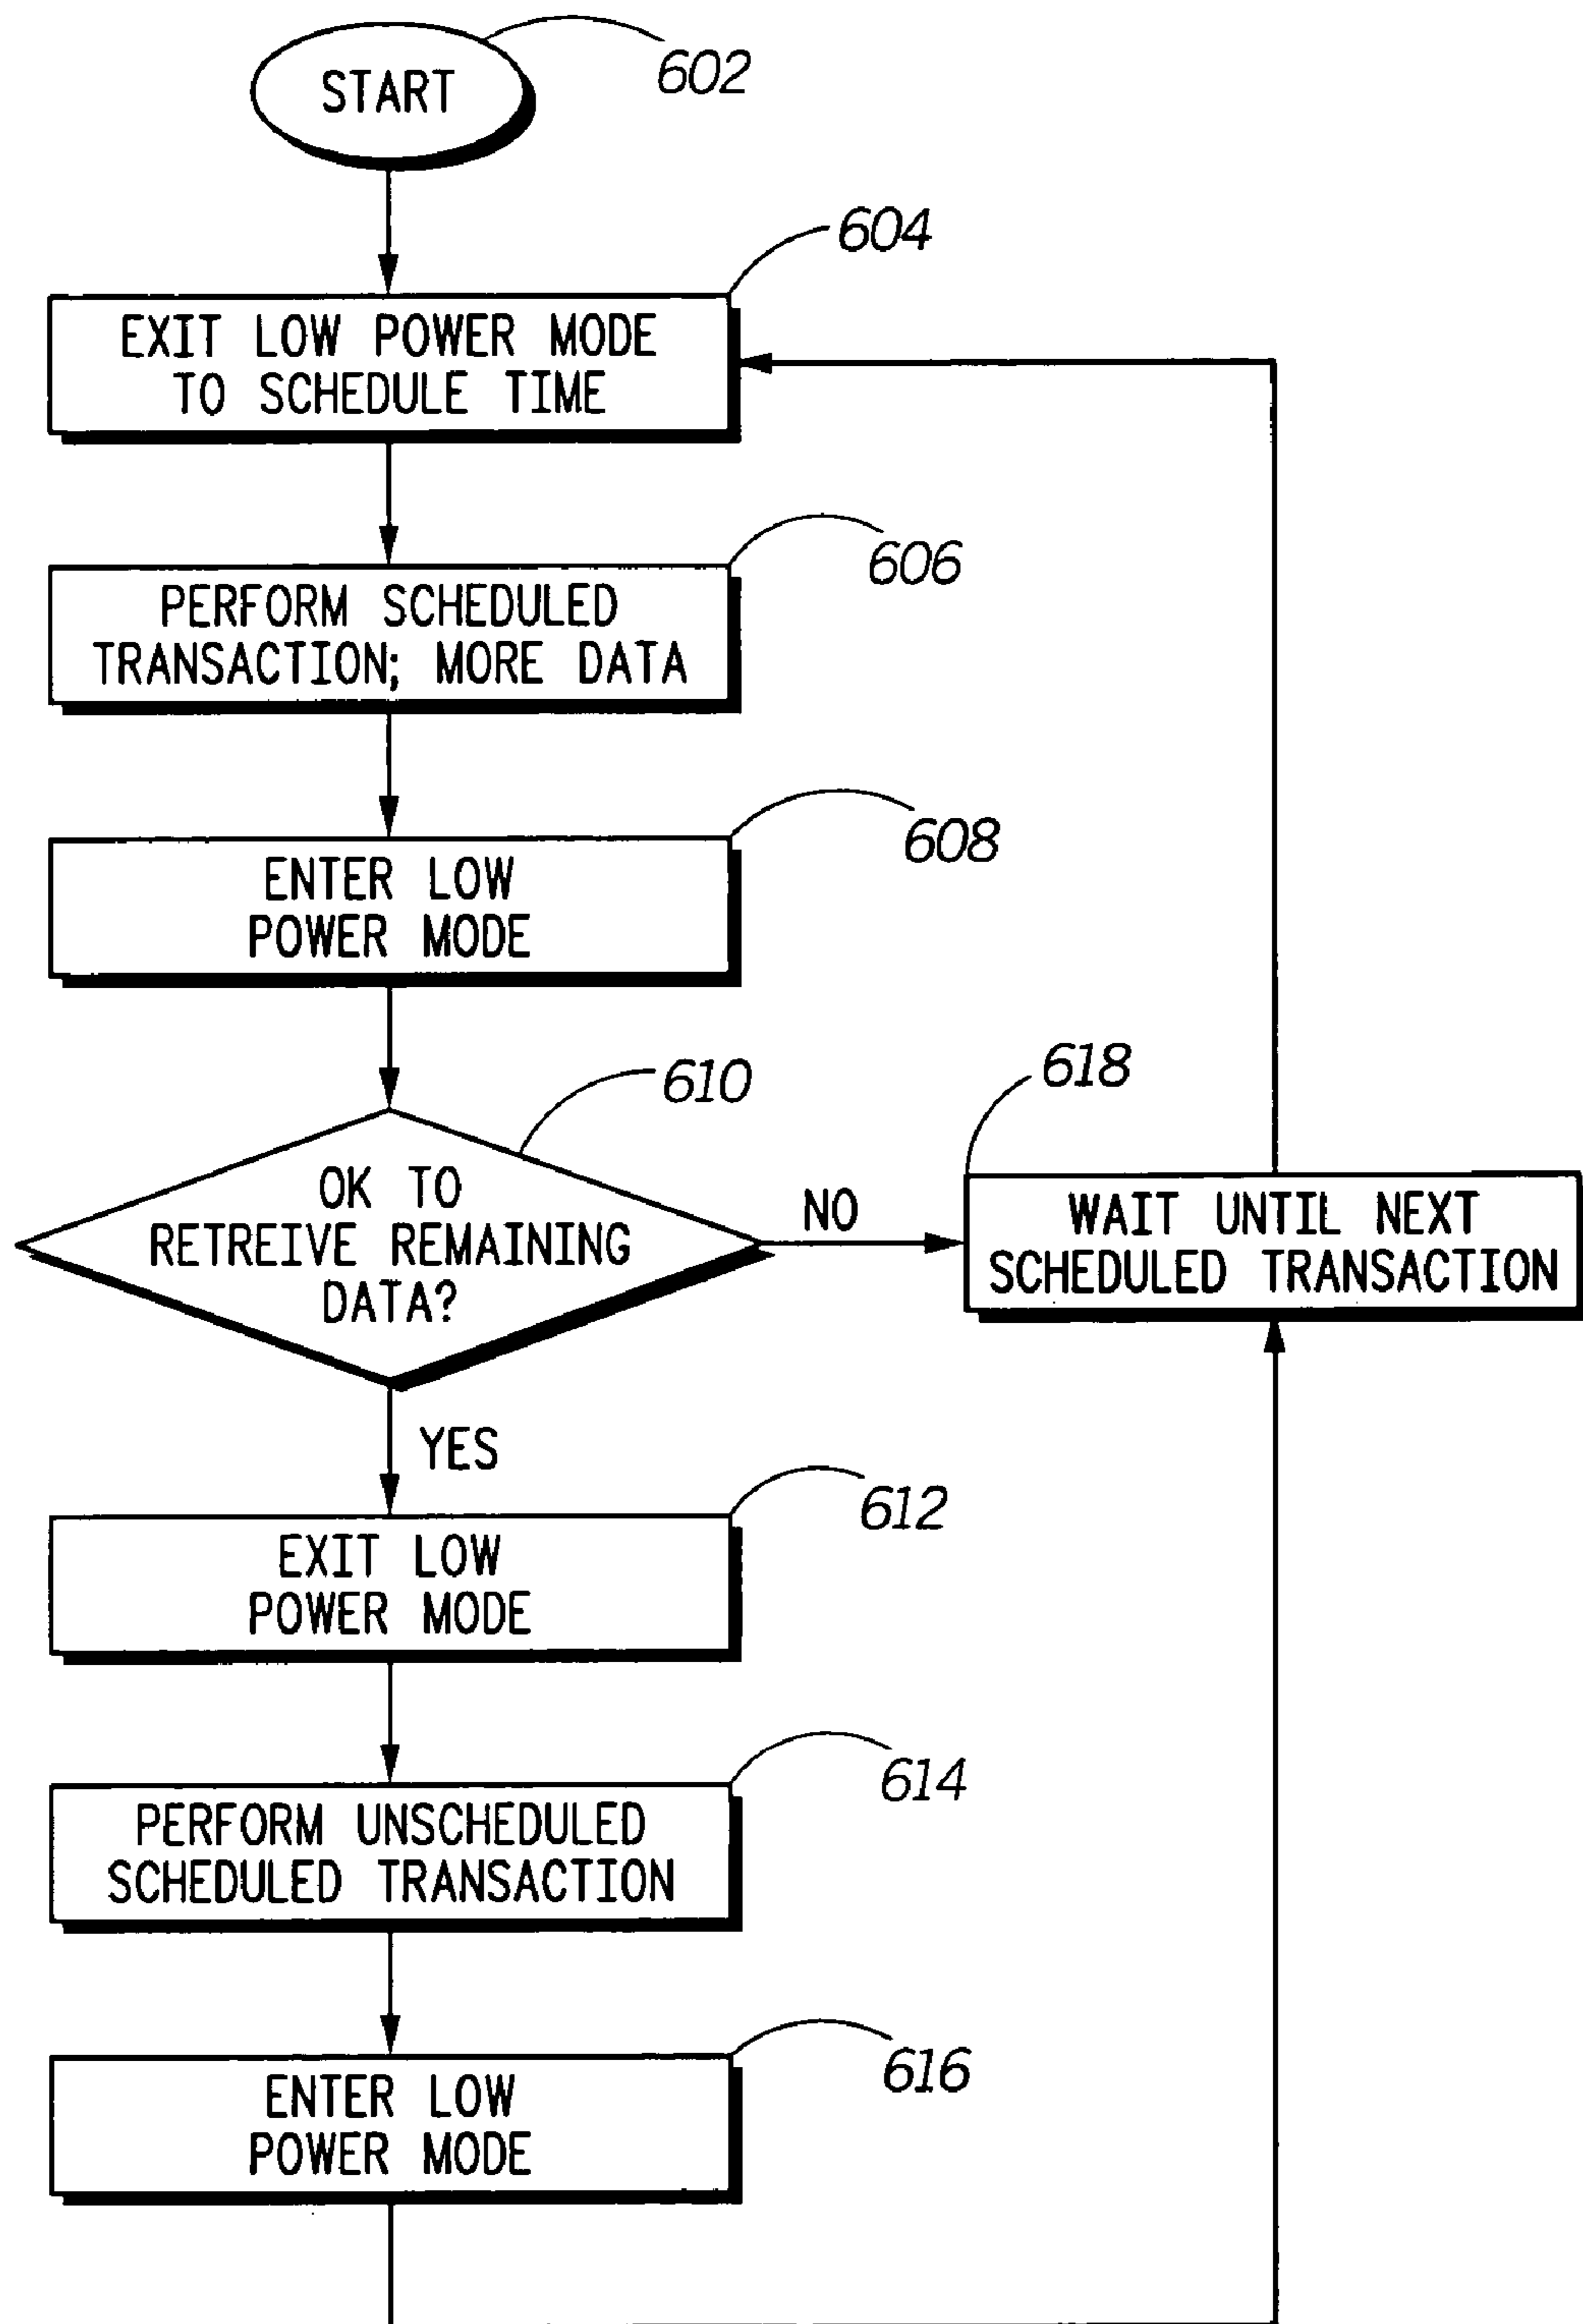 START
602
604
EXIT LOW POWER MODE
TO SCHEDULE TIME
606
PERFORM SCHEDULED
TRANSACTION; MORE DATA
608
ENTER LOW
POWER MODE
610
OK TO
RETREIVE REMAINING
DATA?
NO
618
WAIT UNTIL NEXT
SCHEDULED TRANSACTION
YES
612
EXIT LOW
POWER MODE
614
PERFORM UNSCHEDULED
SCHEDULED TRANSACTION
616
ENTER LOW
POWER MODE